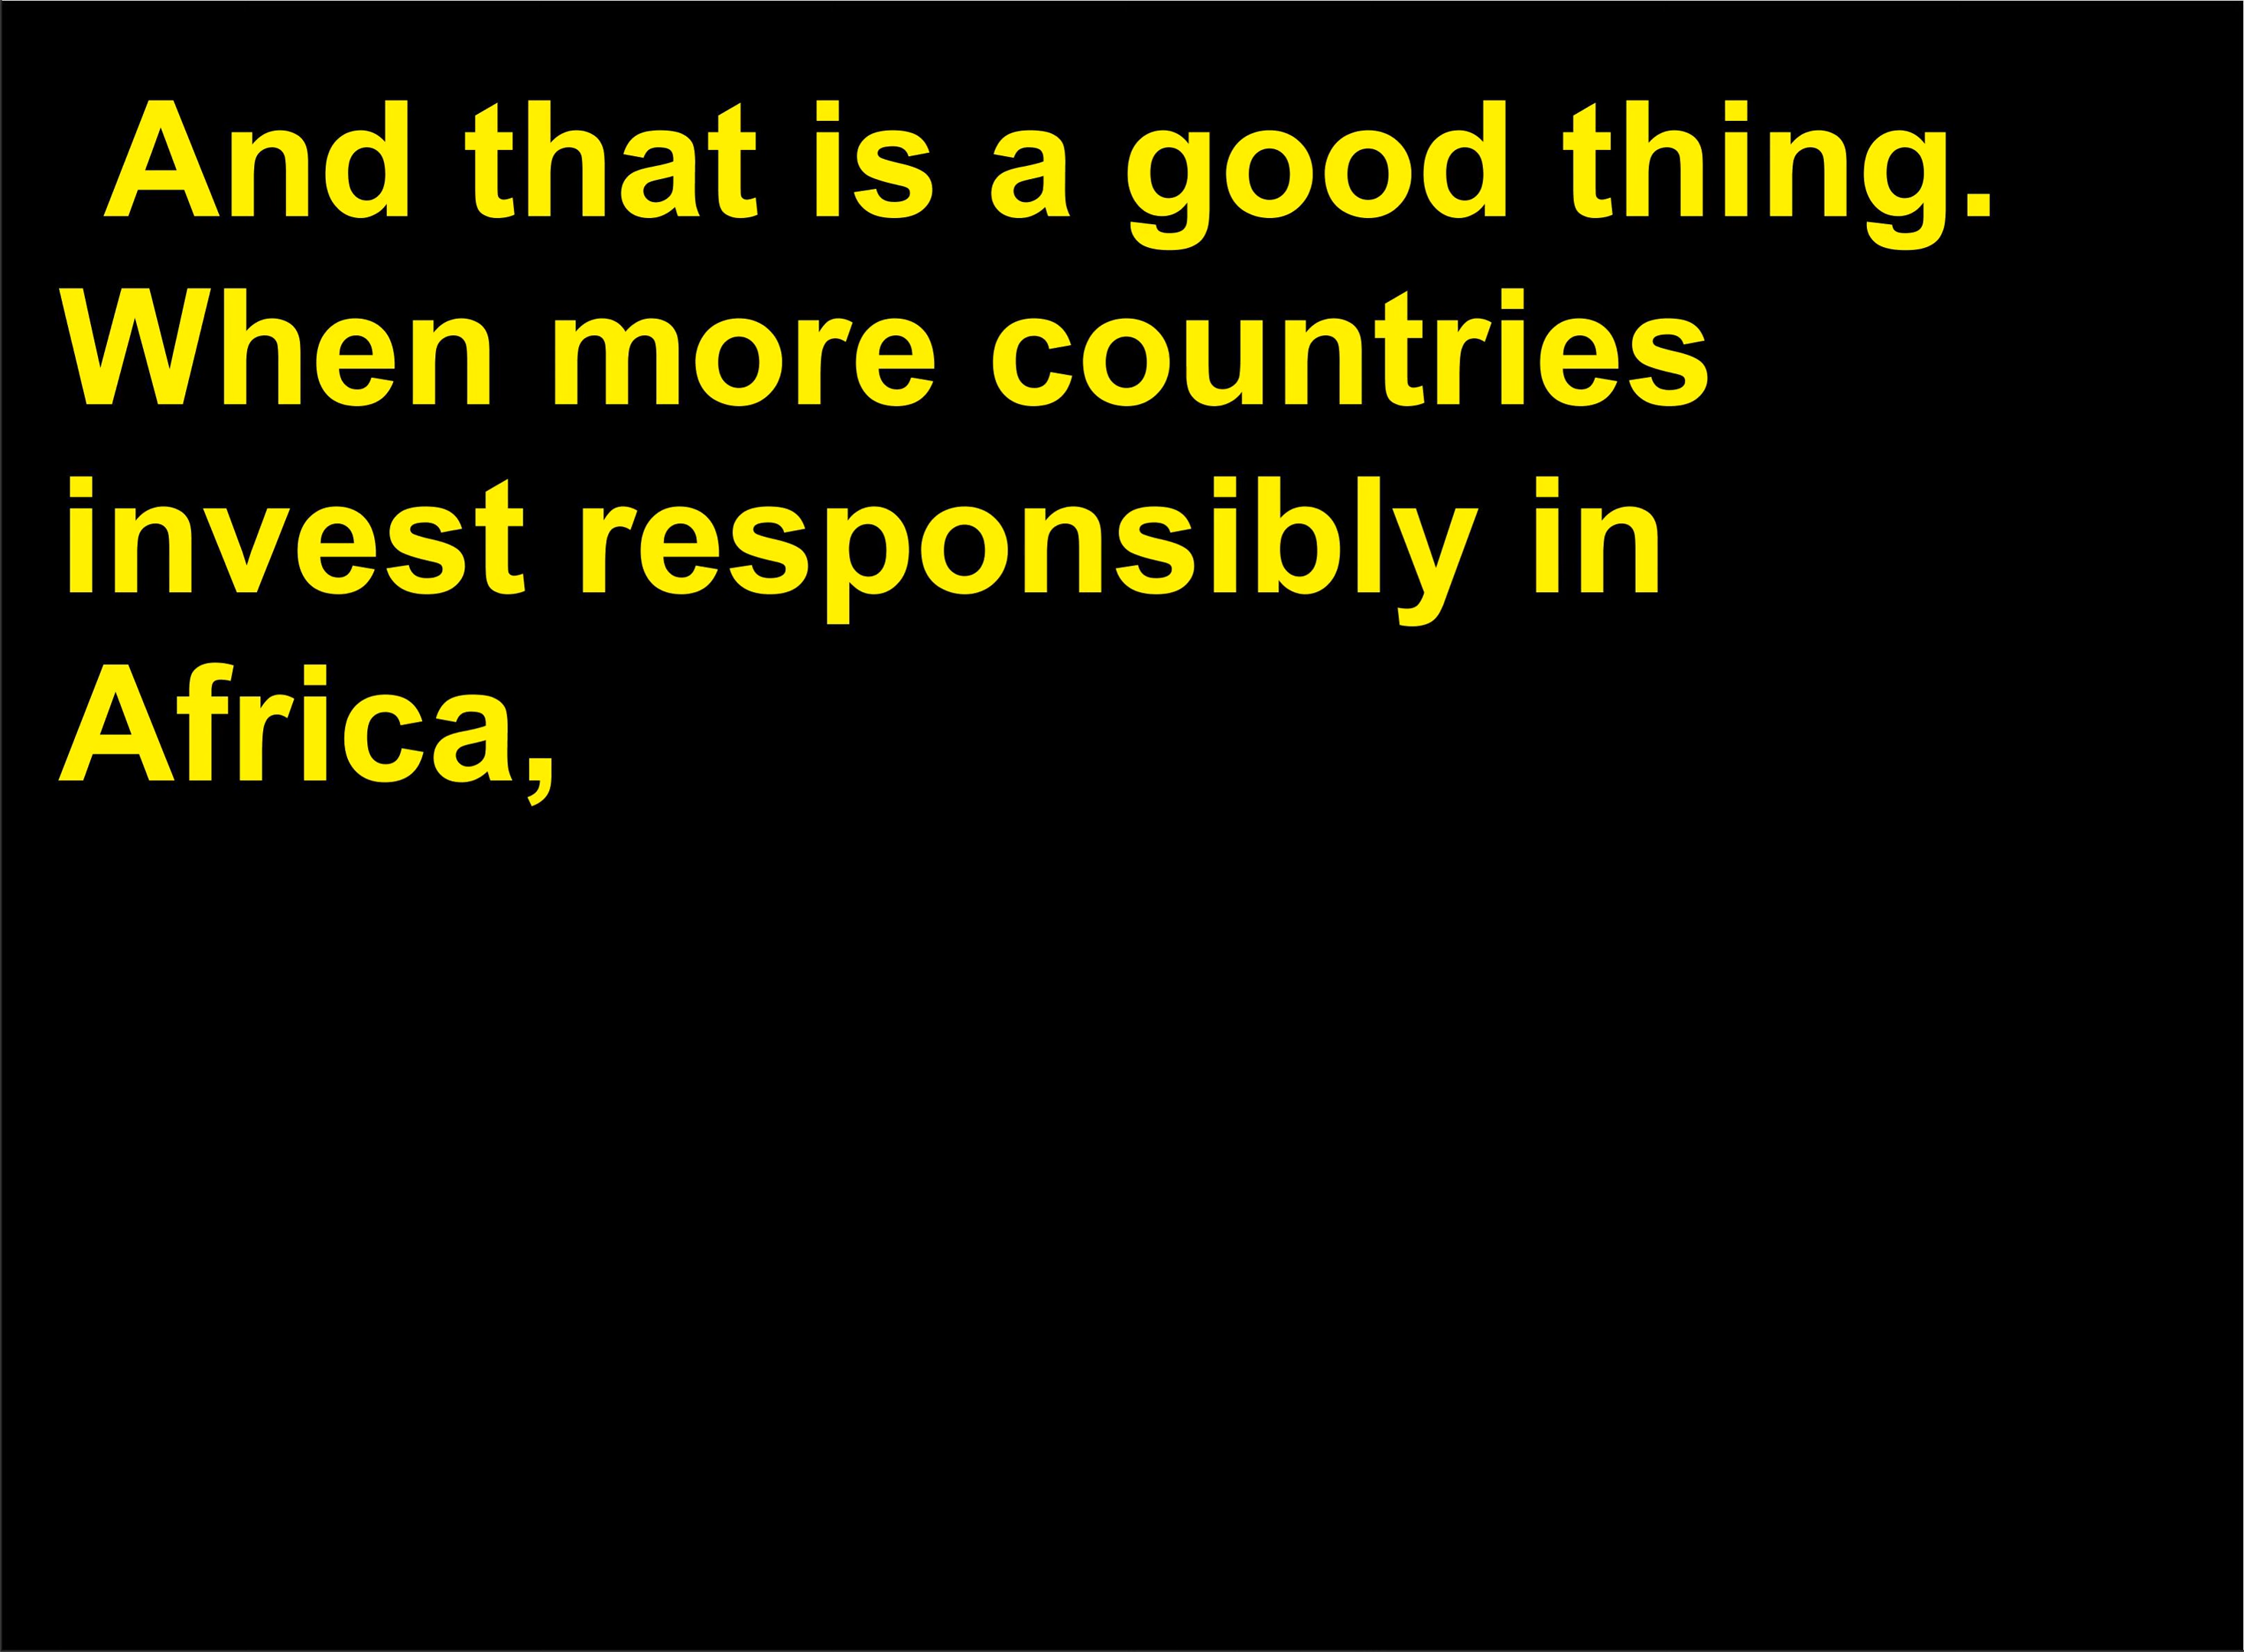 And that is a good thing.
When more countries
invest responsibly in
Africa,